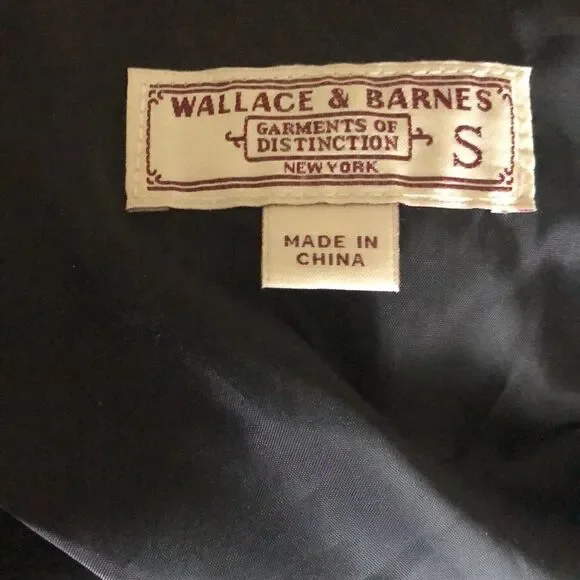 WALLACE & BARNES
GARMENTS OF
DISTINCTION
NEW YORK
S
MADE IN
CHINA